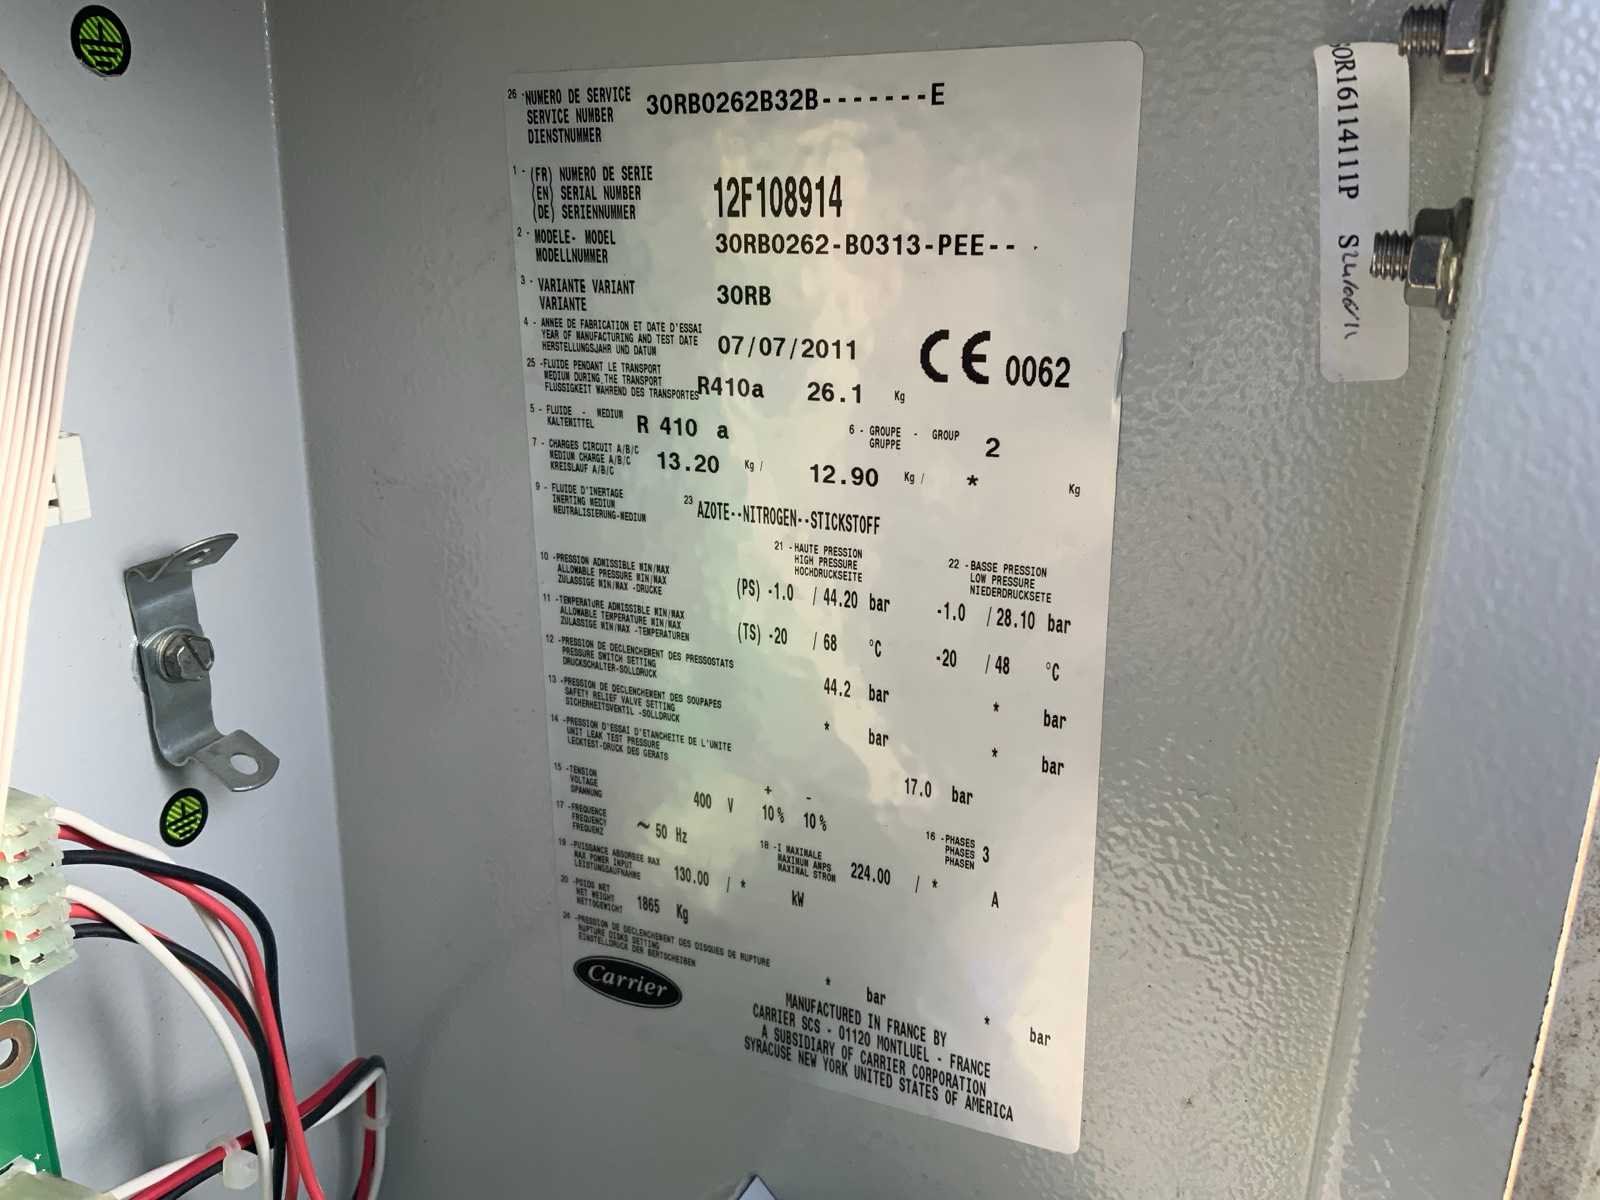 26 - NUMERO DE SERVICE 30RB0262B32B-------E
SERVICE NUMBER
DIENSTNUMMER
1 - (FR) NUMERO DE SERIE
(EN) SERIAL NUMBER 12F108914
(DE) SERIENNUMMER
2 - MODELE- MODEL 30RB0262-B0313-PEE--
MODELLNUMMER
3 - VARIANTE VARIANT 30RB
VARIANTE
4 - ANNEE DE FABRICATION ET DATE D'ESSAI
YEAR OF MANUFACTURING AND TEST DATE 07/07/2011
HERSTELLUNGSJAHR UND DATUM
CE 0062
25 -FLUIDE PENDANT LE TRANSPORT
MEDIUM DURING THE TRANSPORT R410a 26.1 Kg
FLUSSIGKEIT WAHREND DES TRANSPORTES
5 - FLUIDE - MEDIUM R 410 a
KALTEMITTEL
6 - GROUPE - GROUP 2
GRUPPE
7 - CHARGES CIRCUIT A/B/C
MEDIUM CHARGE A/B/C 13.20 Kg / 12.90 Kg / * Kg
KREISLAUF A/B/C
9 - FLUIDE D'INERTAGE
INERTING MEDIUM 23 AZOTE--NITROGEN--STICKSTOFF
NEUTRALISIERUNG-MEDIUM
21 -HAUTE PRESSION
HIGH PRESSURE
HOCHDRUCKSEITE
22 -BASSE PRESSION
LOW PRESSURE
NIEDERDRUCKSETE
10 -PRESSION ADMISSIBLE MIN/MAX
ALLOWABLE PRESSURE MIN/MAX (PS) -1.0 / 44.20 bar -1.0 / 28.10 bar
ZULASSIGE MIN/MAX -DRUCKE
11 -TEMPERATURE ADMISSIBLE MIN/MAX
ALLOWABLE TEMPERATURE MIN/MAX (TS) -20 / 68 °C -20 / 48 °C
ZULASSIGE MIN/MAX -TEMPERATUREN
12 -PRESSION DE DECLENCHEMENT DES PRESSOSTATS
PRESSURE SWITCH SETTING 44.2 bar * bar
DRUCKSCHALTER-SOLLDRUCK
13 -PRESSION DE DECLENCHEMENT DES SOUPAPES
SAFETY RELIEF VALVE SETTING * bar * bar
SICHERHEITSVENTIL -SOLLDRUCK
14 -PRESSION D'ESSAI D'ETANCHEITE DE L'UNITE
UNIT LEAK TEST PRESSURE 17.0 bar
LECKTEST-DRUCK DES GERATS
15 -TENSION
VOLTAGE 400 V + 10% - 10%
SPANNUNG
16 -PHASES
PHASES 3
PHASEN
17 -FREQUENCE
FREQUENCY ~ 50 Hz
FREQUENZ
18 -I MAXIMALE
MAXIMUM AMPS 224.00 / * A
MAXIMAL STROM
19 -PUISSANCE ABSORBEE MAX
MAX POWER INPUT 130.00 / * kW
LEISTUNGSAUFNAHME
20 -POIDS NET
NET WEIGHT 1865 Kg
NETTOGEWICHT
24 -PRESSION DE DECLENCHEMENT DES DISQUES DE RUPTURE
RUPTURE DISKS SETTING * bar * bar
EINSTELLDRUCK DER BERTSCHEIBEN
Carrier
MANUFACTURED IN FRANCE BY
CARRIER SCS - 01120 MONTLUEL - FRANCE
A SUBSIDIARY OF CARRIER CORPORATION
SYRACUSE NEW YORK UNITED STATES OF AMERICA
0R16114111P